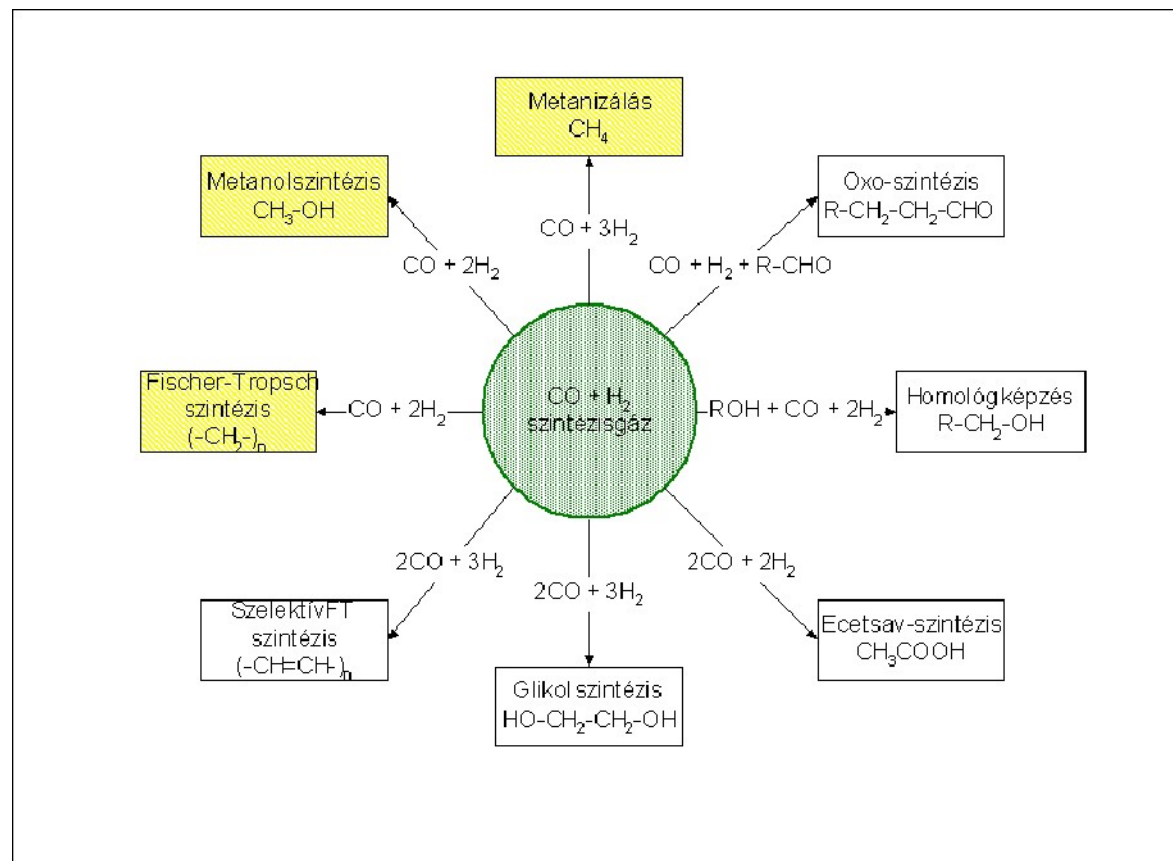 Metanizálás
CH₄
Metanolszintézis
CH₃-OH
Oxo-szintézis
R-CH₂-CH₂-CHO
CO + 3H₂
CO + 2H₂
CO + H₂ + R-CHO
Fischer-Tropsch
szintézis
(-CH₂-)ₙ
CO + 2H₂
CO + H₂
szintézisgáz
ROH + CO + 2H₂
Homológképzés
R-CH₂-OH
2CO + 3H₂
2CO + 3H₂
2CO + 2H₂
Szelektív FT
szintézis
(-CH=CH-)ₙ
Glikol szintézis
HO-CH₂-CH₂-OH
Ecetsav-szintézis
CH₃COOH